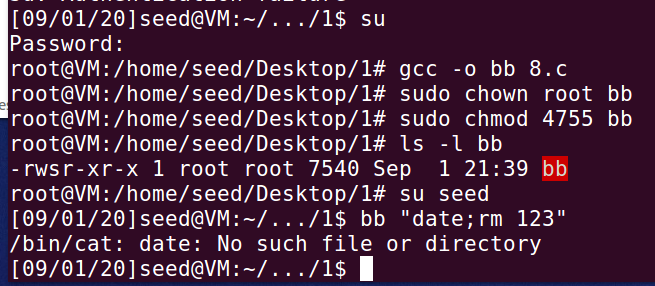 [09/01/20]seed@VM:~/.../1$ su
Password:
root@VM:/home/seed/Desktop/1# gcc -o bb 8.c
root@VM:/home/seed/Desktop/1# sudo chown root bb
root@VM:/home/seed/Desktop/1# sudo chmod 4755 bb
root@VM:/home/seed/Desktop/1# ls -l bb
-rwsr-xr-x 1 root root 7540 Sep  1 21:39 bb
root@VM:/home/seed/Desktop/1# su seed
[09/01/20]seed@VM:~/.../1$ bb "date;rm 123"
/bin/cat: date: No such file or directory
[09/01/20]seed@VM:~/.../1$